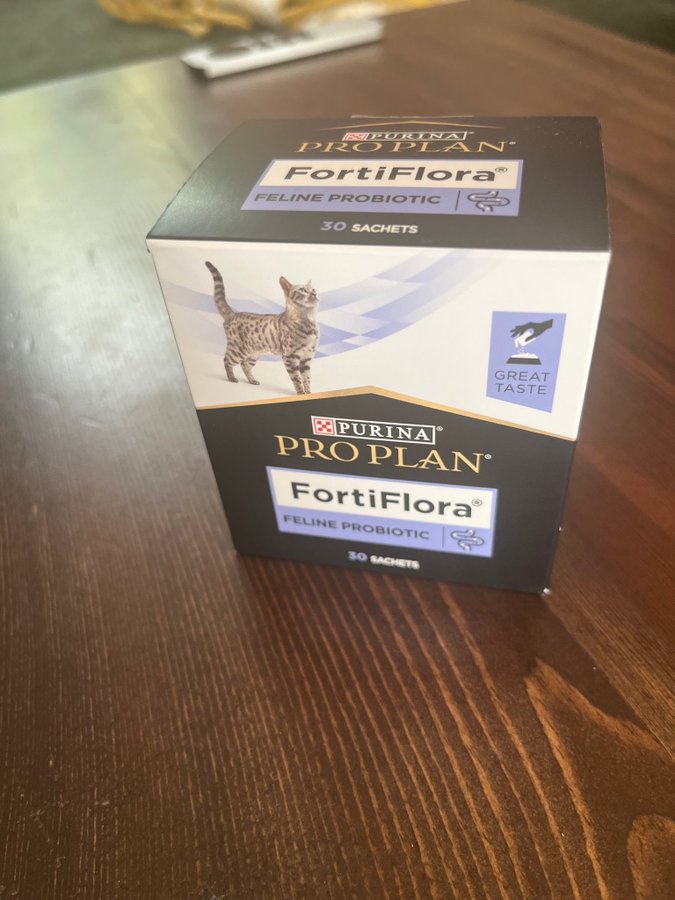 PURINA®
PRO PLAN®
FortiFlora®
FELINE PROBIOTIC
30 SACHETS
GREAT
TASTE
PURINA®
PRO PLAN®
FortiFlora®
FELINE PROBIOTIC
30 SACHETS